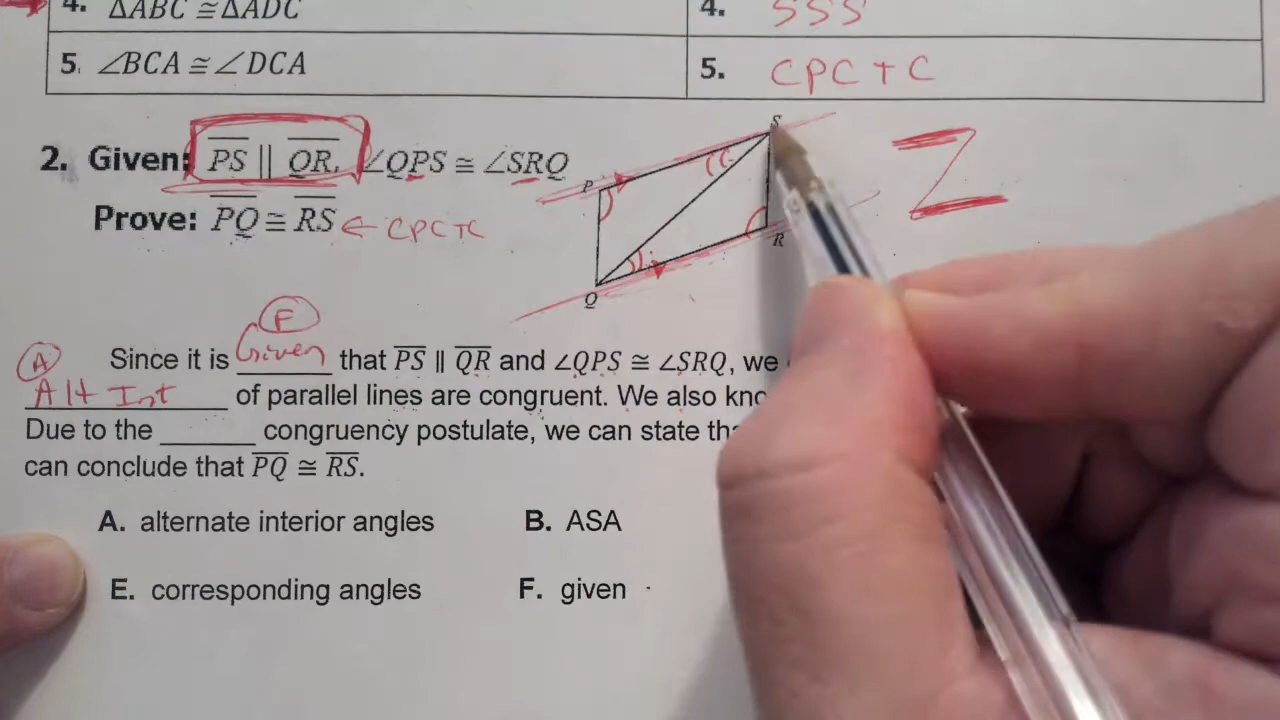 4. ΔABC ≅ ΔADC 4. SSS
5. ∠BCA ≅ ∠DCA 5. CPCTC
2. Given: PS ∥ QR, ∠QPS ≅ ∠SRQ
Prove: PQ ≅ RS ← CPCTC
S
P
R
Q
Z
F
A Since it is Given that PS ∥ QR and ∠QPS ≅ ∠SRQ, we
Alt Int of parallel lines are congruent. We also
Due to the ______ congruency postulate, we can state
can conclude that PQ ≅ RS.
A. alternate interior angles B. ASA
E. corresponding angles F. given